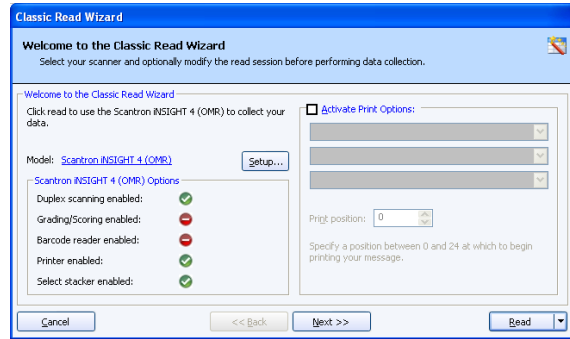 Classic Read Wizard
Welcome to the Classic Read Wizard
Select your scanner and optionally modify the read session before performing data collection.
Welcome to the Classic Read Wizard
Click read to use the Scantron iNSIGHT 4 (OMR) to collect your
data.
Model: Scantron iNSIGHT 4 (OMR)
Setup...
Scantron iNSIGHT 4 (OMR) Options
Duplex scanning enabled:
Grading/Scoring enabled:
Barcode reader enabled:
Printer enabled:
Select stacker enabled:
Activate Print Options:
Print position: 0
Specify a position between 0 and 24 at which to begin
printing your message.
Cancel
<< Back
Next >>
Read